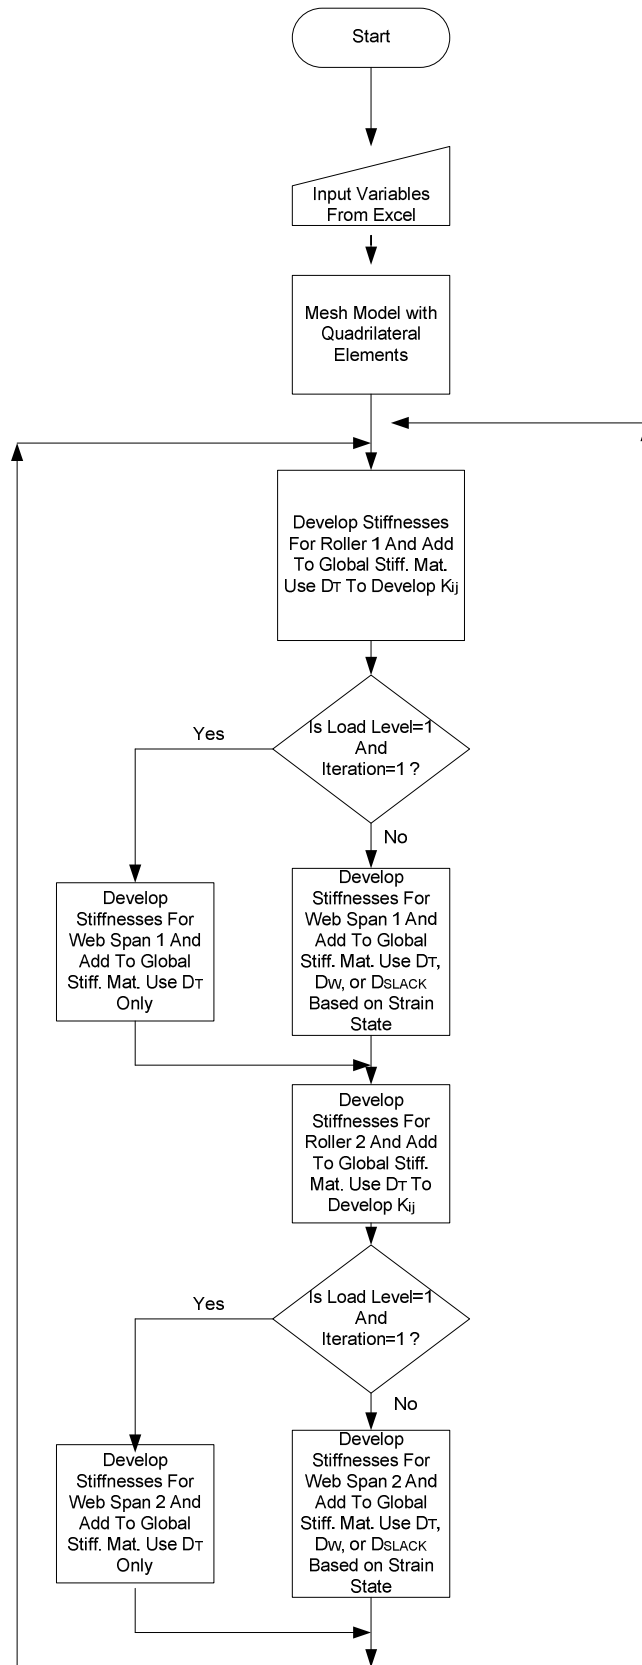 Start
Input Variables
From Excel
Mesh Model with
Quadrilateral
Elements
Develop Stiffnesses
For Roller 1 And Add
To Global Stiff. Mat.
Use DT To Develop Kij
Is Load Level=1
And
Iteration=1 ?
Yes
No
Develop
Stiffnesses For
Web Span 1 And
Add To Global
Stiff. Mat. Use DT
Only
Develop
Stiffnesses For
Web Span 1 And
Add To Global
Stiff. Mat. Use DT,
DW, or DSLACK
Based on Strain
State
Develop
Stiffnesses For
Roller 2 And Add
To Global Stiff.
Mat. Use DT To
Develop Kij
Is Load Level=1
And
Iteration=1 ?
Yes
No
Develop
Stiffnesses For
Web Span 2 And
Add To Global
Stiff. Mat. Use DT
Only
Develop
Stiffnesses For
Web Span 2 And
Add To Global
Stiff. Mat. Use DT,
DW, or DSLACK
Based on Strain
State